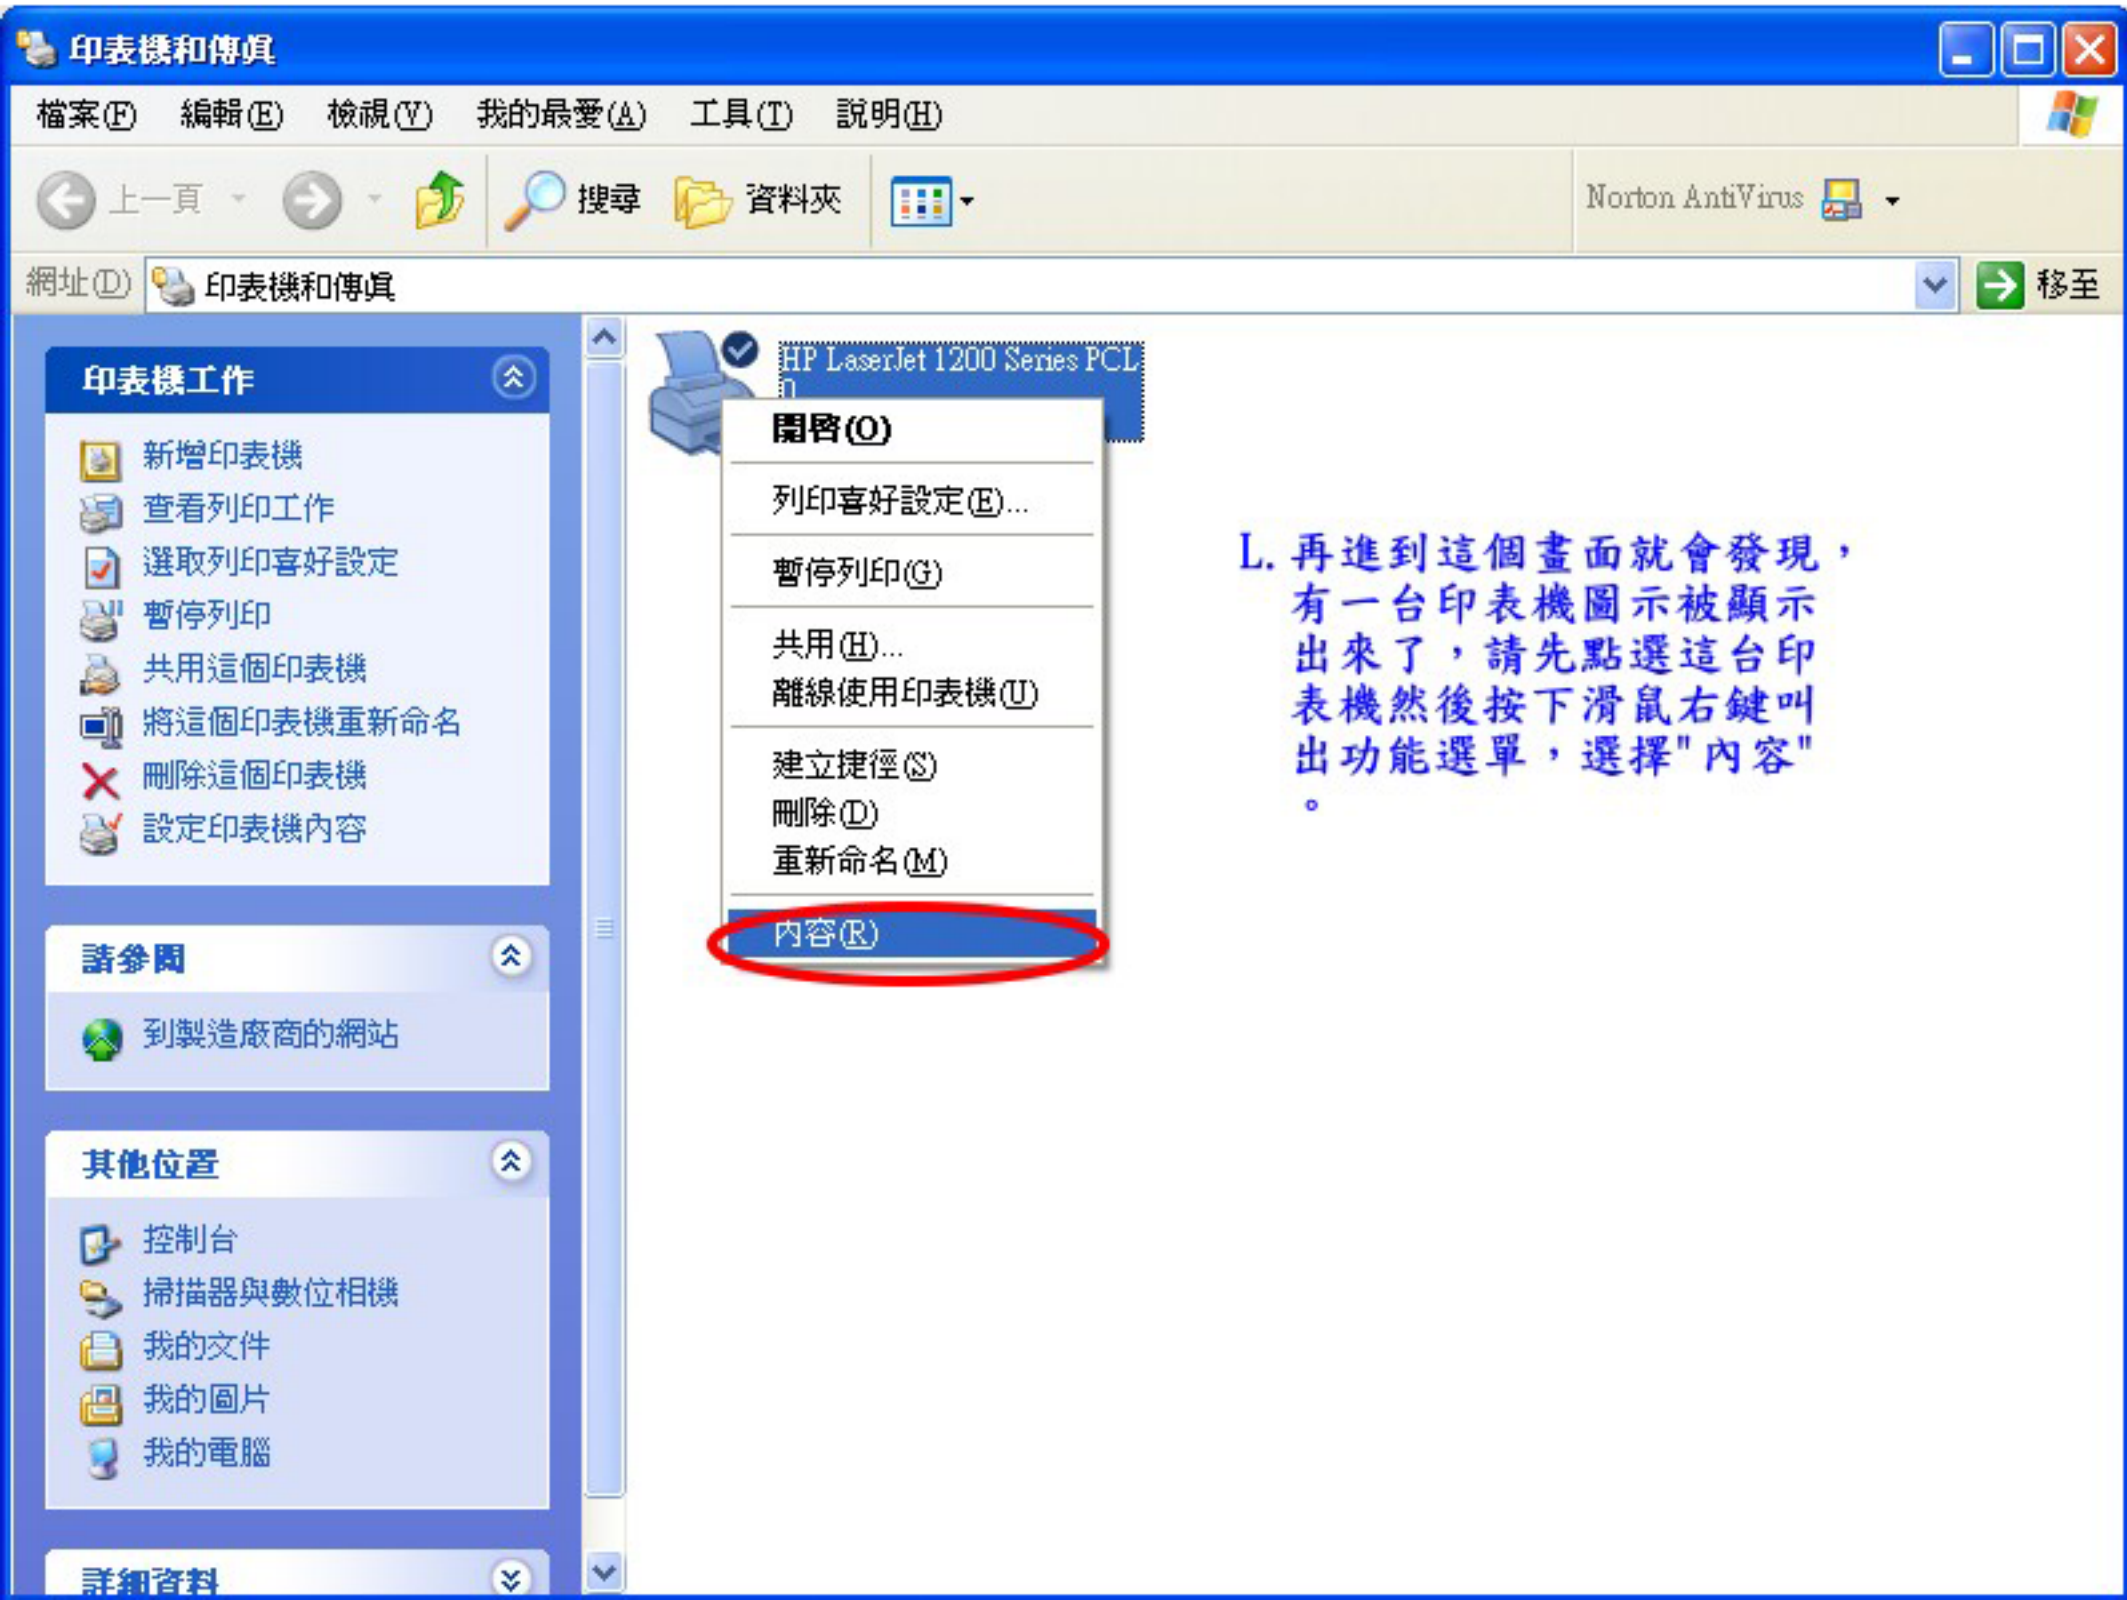 印表機和傳真
檔案(F) 編輯(E) 檢視(V) 我的最愛(A) 工具(T) 說明(H)
上一頁 搜尋 資料夾 Norton AntiVirus
網址(D) 印表機和傳真 移至
印表機工作
新增印表機
查看列印工作
選取列印喜好設定
暫停列印
共用這個印表機
將這個印表機重新命名
刪除這個印表機
設定印表機內容
請參閱
到製造廠商的網站
其他位置
控制台
掃描器與數位相機
我的文件
我的圖片
我的電腦
詳細資料
HP LaserJet 1200 Series PCL
0
開啓(O)
列印喜好設定(E)...
暫停列印(G)
共用(H)...
離線使用印表機(U)
建立捷徑(S)
刪除(D)
重新命名(M)
內容(R)
L. 再進到這個畫面就會發現，
有一台印表機圖示被顯示
出來了，請先點選這台印
表機然後按下滑鼠右鍵叫
出功能選單，選擇"內容"
。